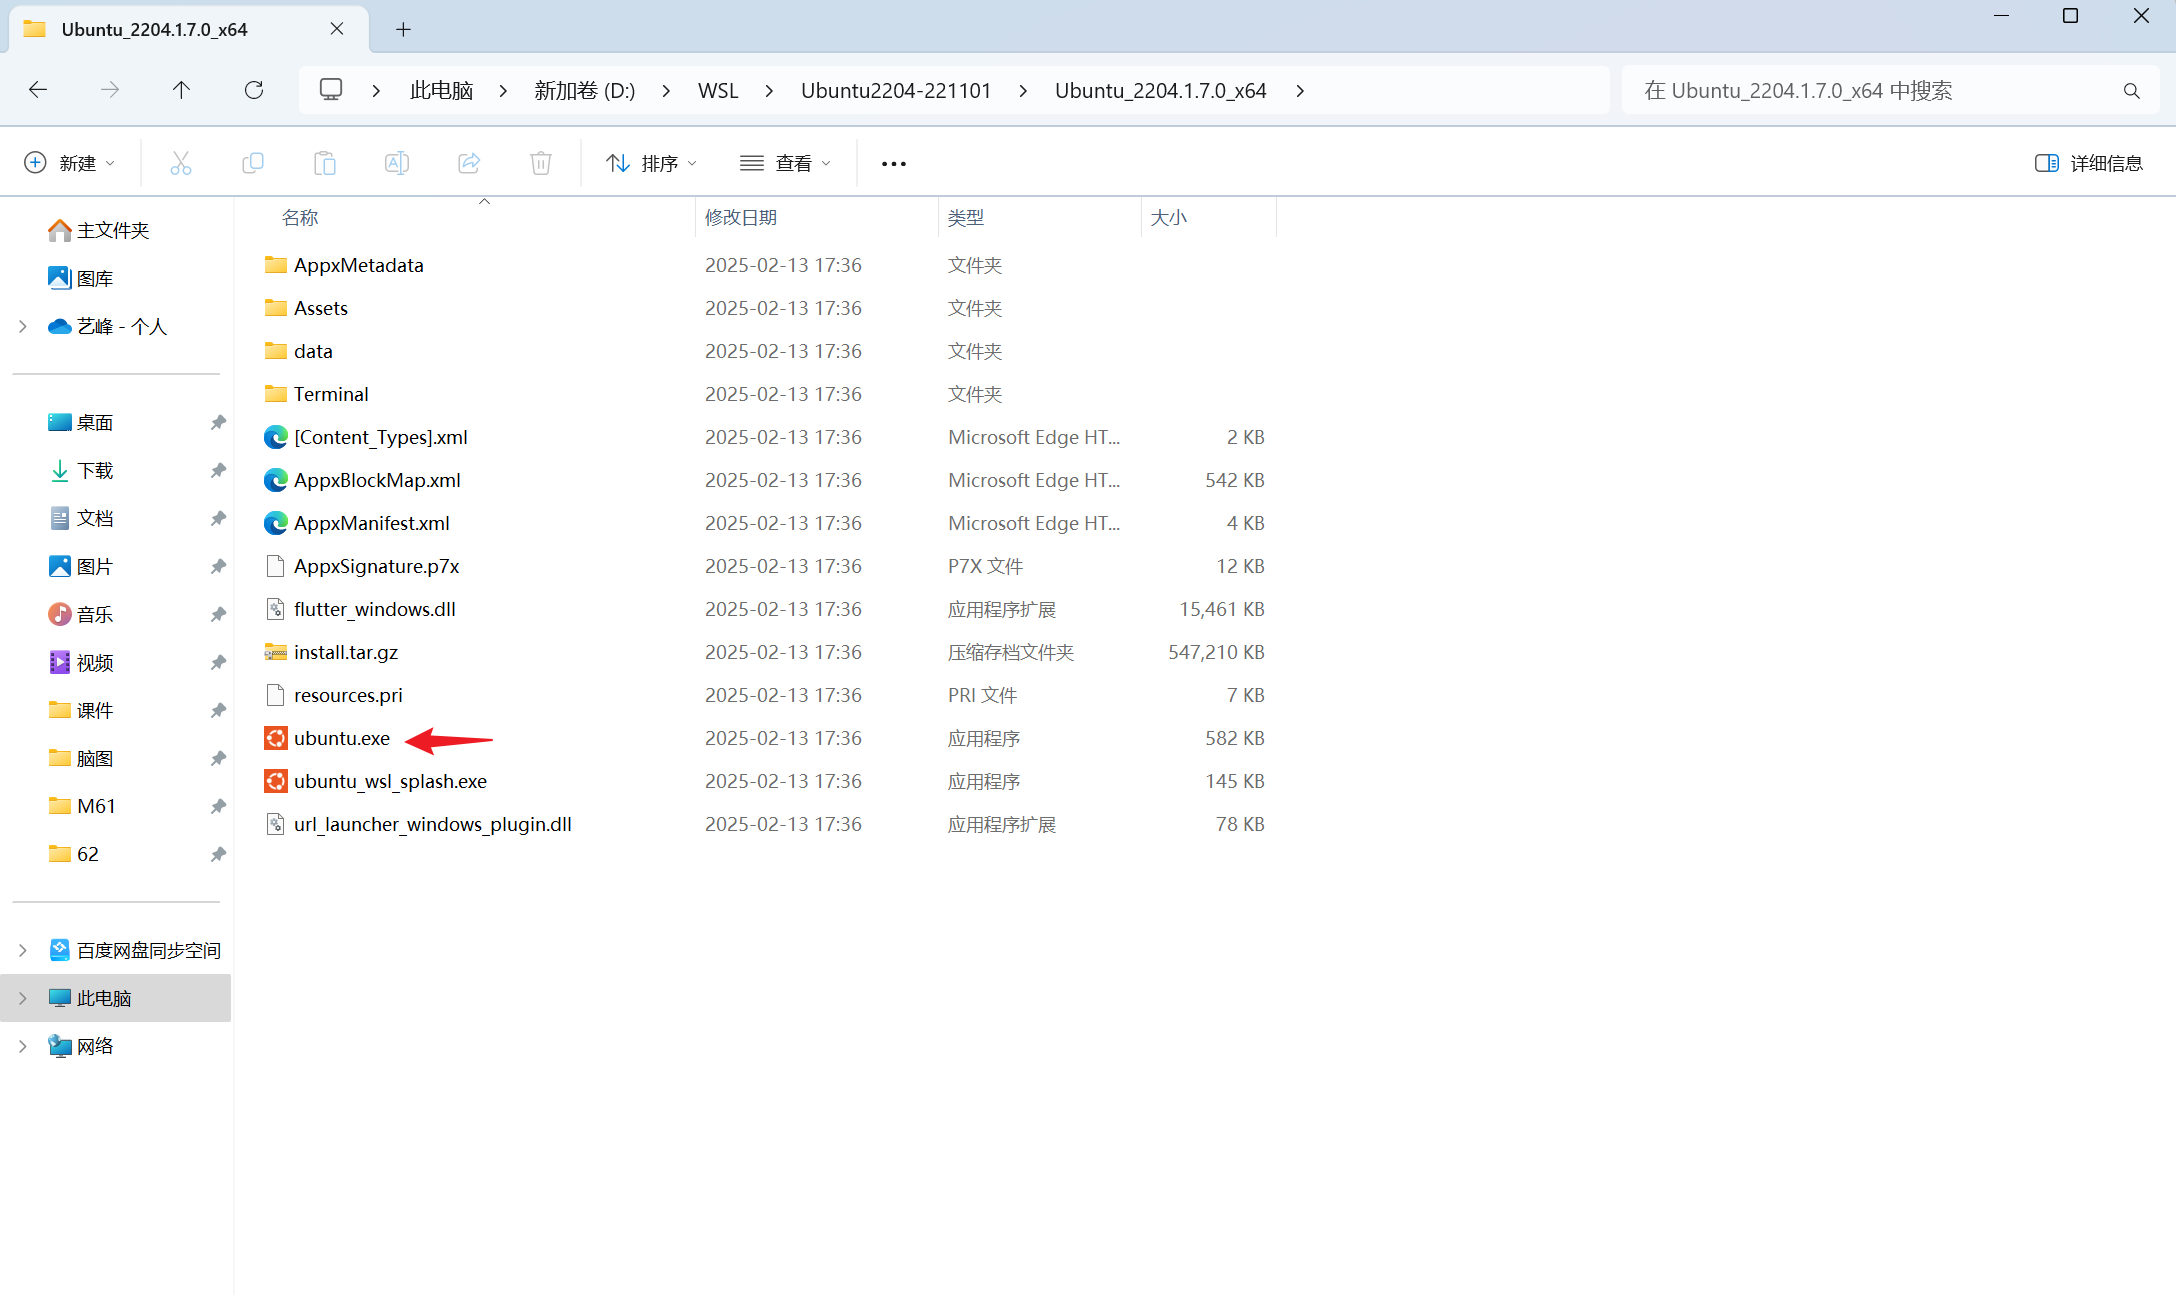 Ubuntu_2204.1.7.0_x64
此电脑 新加卷 (D:) WSL Ubuntu2204-221101 Ubuntu_2204.1.7.0_x64
在 Ubuntu_2204.1.7.0_x64 中搜索
新建 排序 查看 详细信息
名称 修改日期 类型 大小
主文件夹
图库
艺峰 - 个人
桌面
下载
文档
图片
音乐
视频
课件
脑图
M61
62
百度网盘同步空间
此电脑
网络
AppxMetadata 2025-02-13 17:36 文件夹
Assets 2025-02-13 17:36 文件夹
data 2025-02-13 17:36 文件夹
Terminal 2025-02-13 17:36 文件夹
[Content_Types].xml 2025-02-13 17:36 Microsoft Edge HT... 2 KB
AppxBlockMap.xml 2025-02-13 17:36 Microsoft Edge HT... 542 KB
AppxManifest.xml 2025-02-13 17:36 Microsoft Edge HT... 4 KB
AppxSignature.p7x 2025-02-13 17:36 P7X 文件 12 KB
flutter_windows.dll 2025-02-13 17:36 应用程序扩展 15,461 KB
install.tar.gz 2025-02-13 17:36 压缩存档文件夹 547,210 KB
resources.pri 2025-02-13 17:36 PRI 文件 7 KB
ubuntu.exe 2025-02-13 17:36 应用程序 582 KB
ubuntu_wsl_splash.exe 2025-02-13 17:36 应用程序 145 KB
url_launcher_windows_plugin.dll 2025-02-13 17:36 应用程序扩展 78 KB